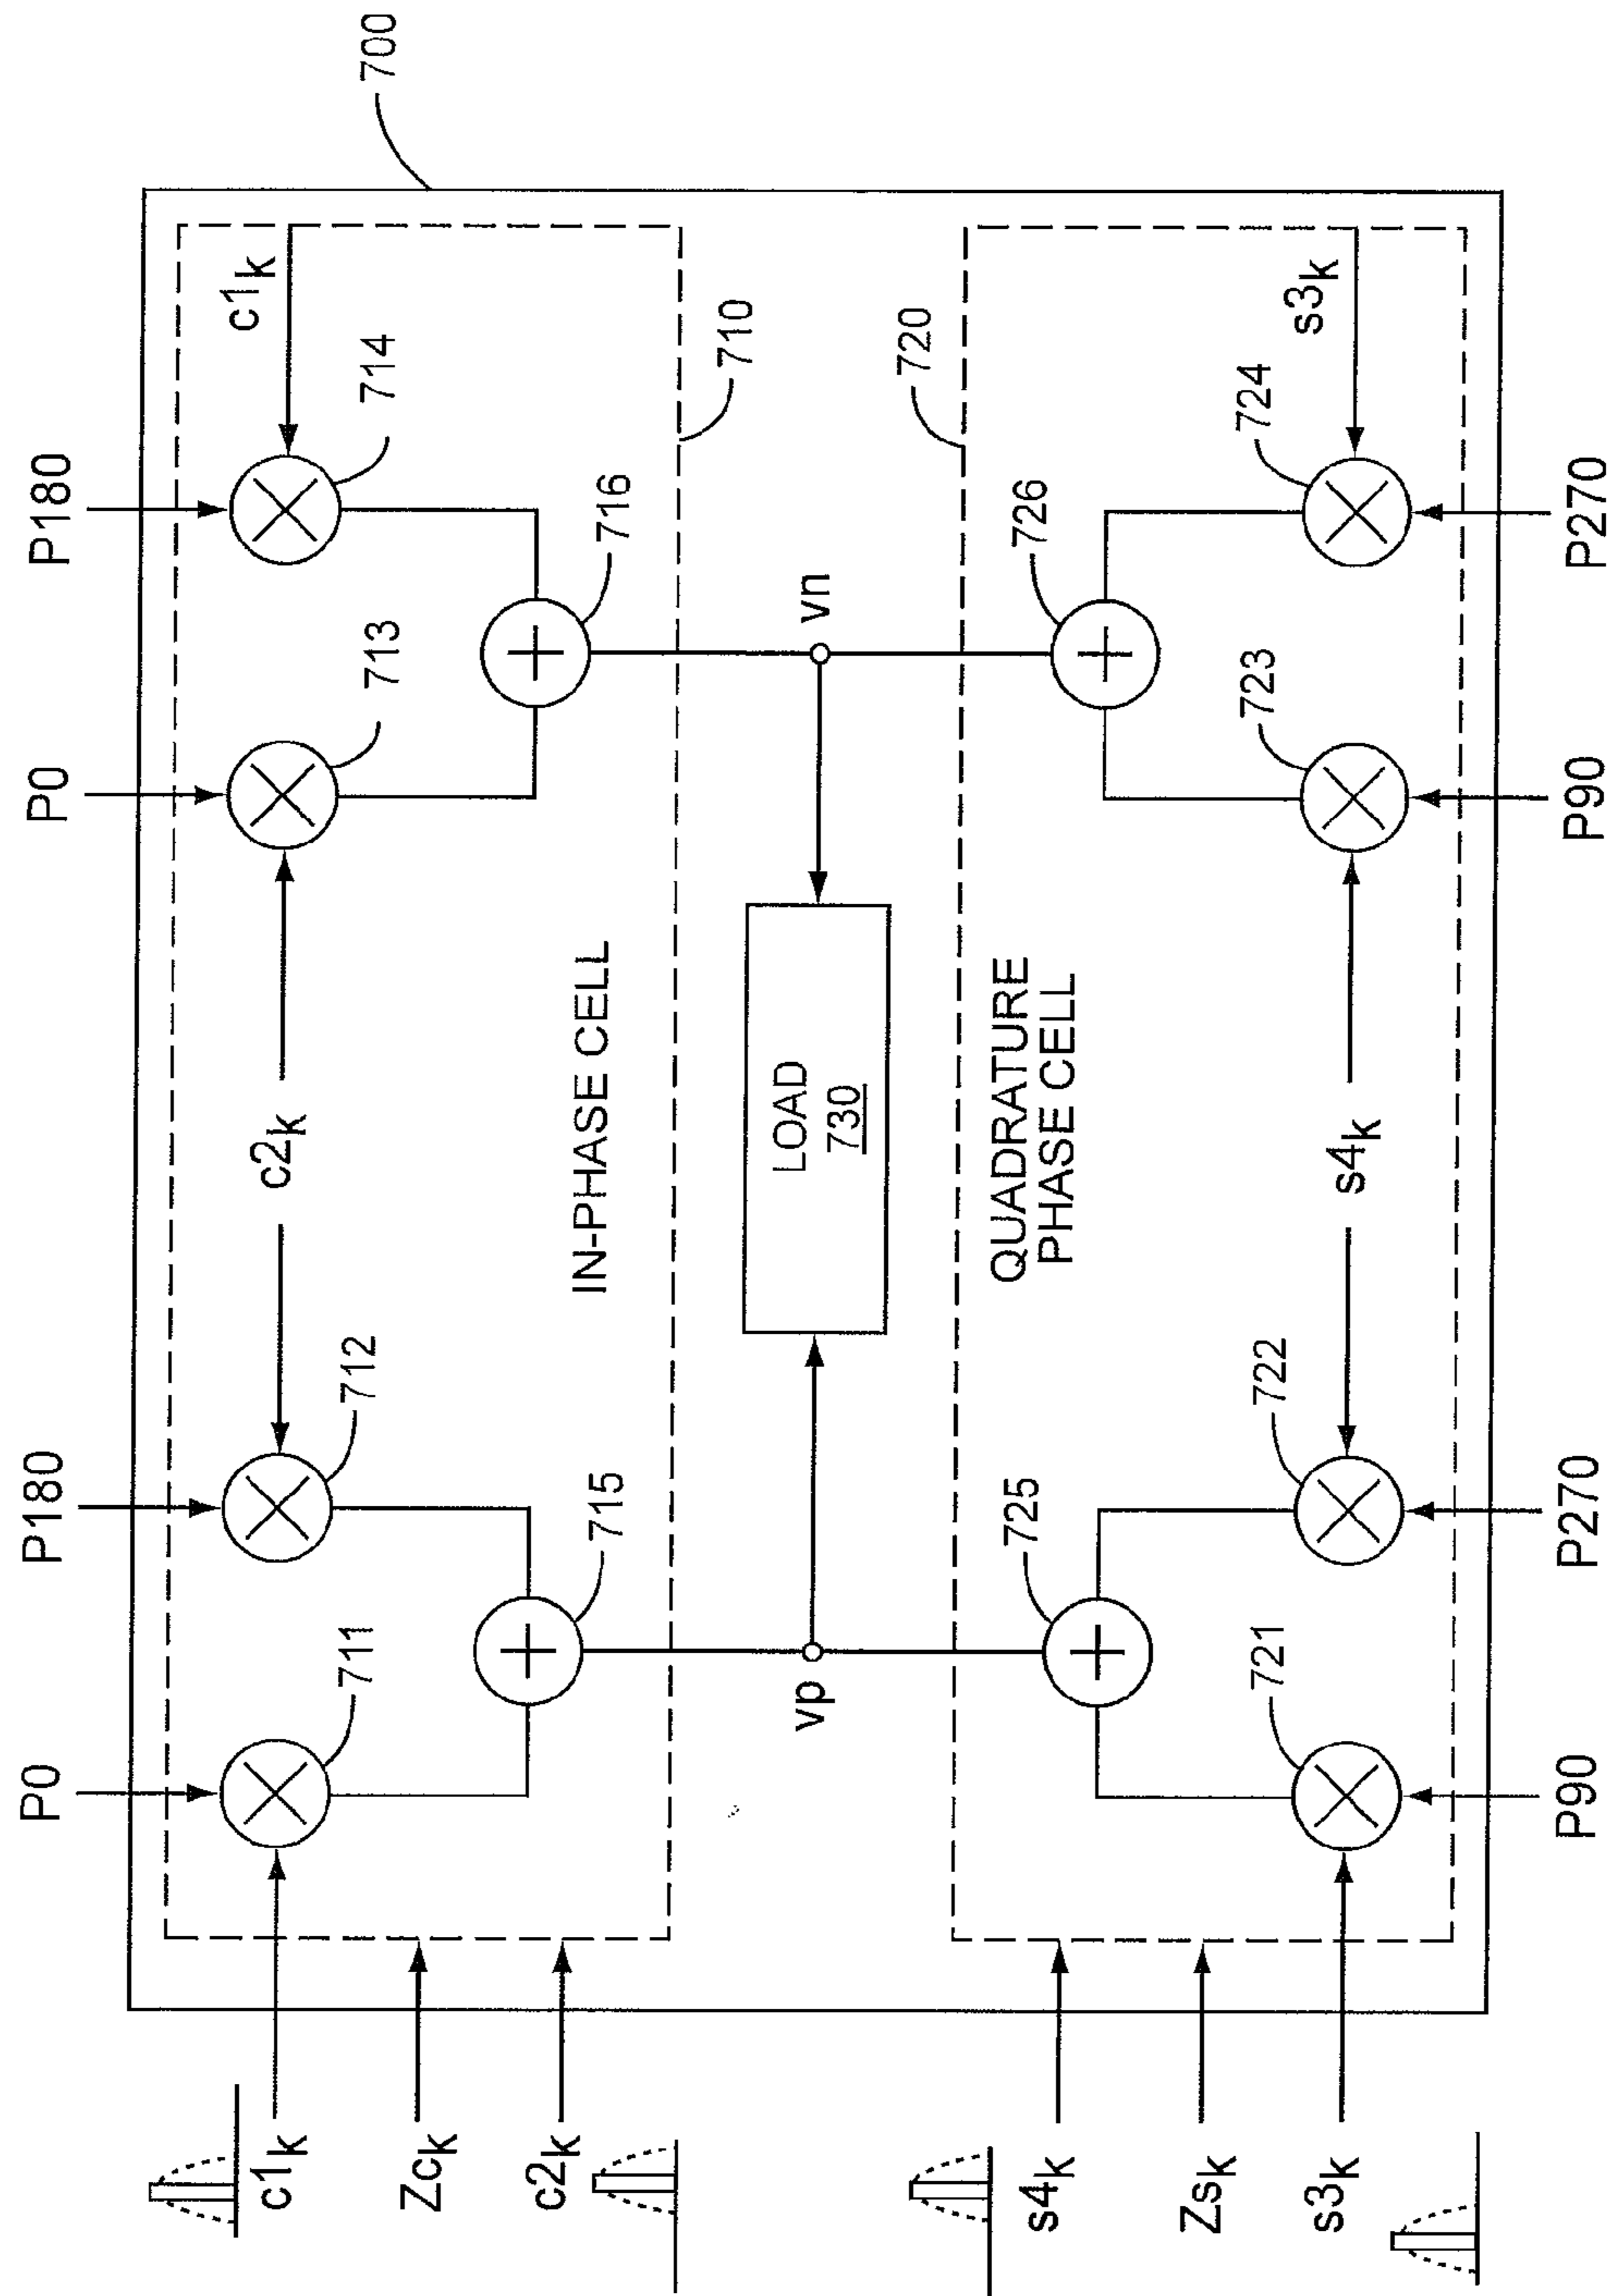 P0
P180
P0
P180
700
c1ₖ
c2ₖ
c1ₖ
711
712
713
714
Zcₖ
715
716
c2ₖ
IN-PHASE CELL
710
vp
LOAD
730
vn
QUADRATURE
PHASE CELL
720
s4ₖ
725
726
Zsₖ
721
722
723
724
s3ₖ
s4ₖ
s3ₖ
P90
P270
P90
P270